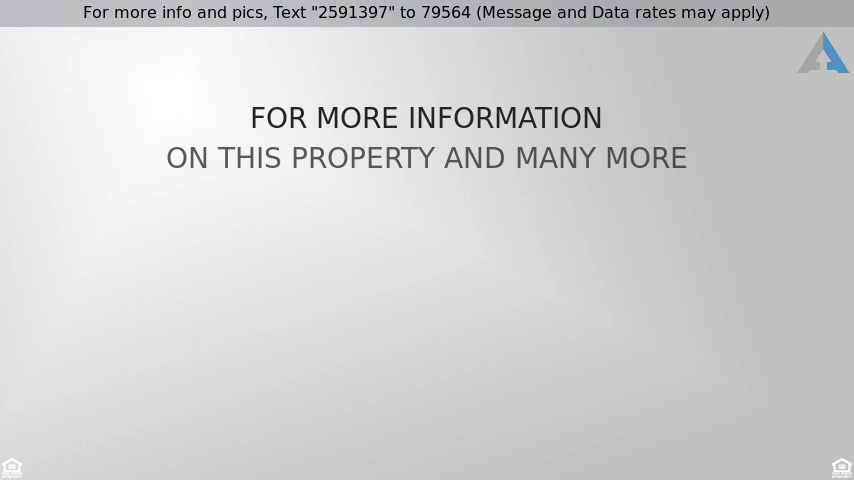 For more info and pics, Text "2591397" to 79564 (Message and Data rates may apply)
FOR MORE INFORMATION
ON THIS PROPERTY AND MANY MORE